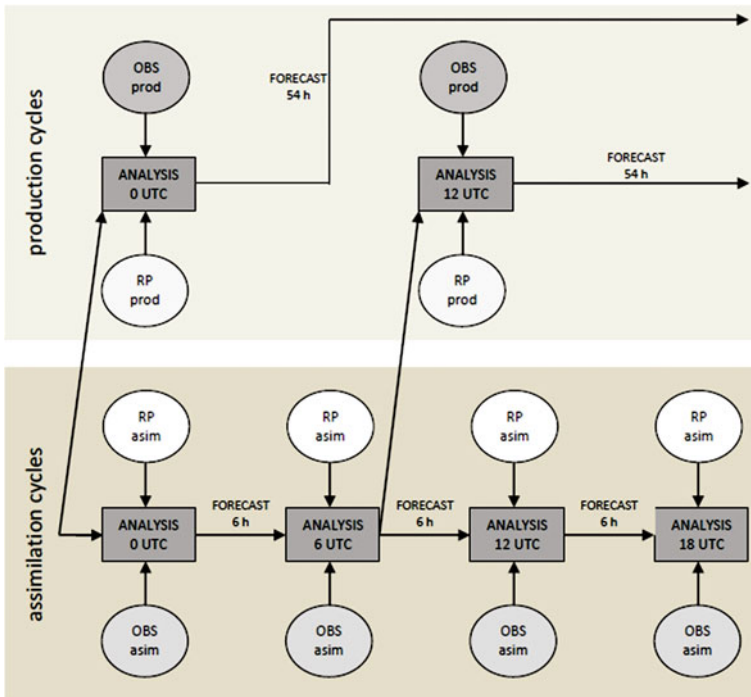 production cycles
OBS
prod
FORECAST
54 h
OBS
prod
ANALYSIS
0 UTC
ANALYSIS
12 UTC
FORECAST
54 h
RP
prod
RP
prod
assimilation cycles
RP
asim
RP
asim
RP
asim
RP
asim
ANALYSIS
0 UTC
FORECAST
6 h
ANALYSIS
6 UTC
FORECAST
6 h
ANALYSIS
12 UTC
FORECAST
6 h
ANALYSIS
18 UTC
OBS
asim
OBS
asim
OBS
asim
OBS
asim